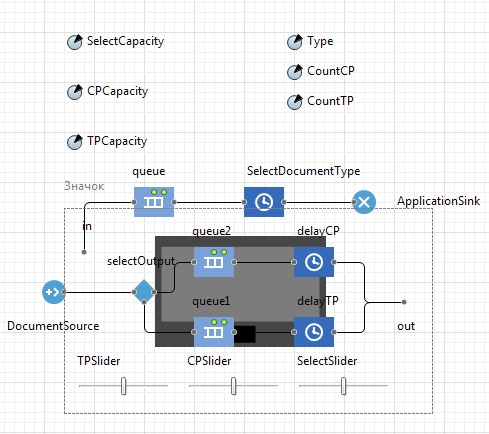 SelectCapacity
Type
CountCP
CPCapacity
CountTP
TPCapacity
queue
SelectDocumentType
Значок
ApplicationSink
in
queue2
delayCP
selectOutput
queue1
delayTP
DocumentSource
out
TPSlider
CPSlider
SelectSlider